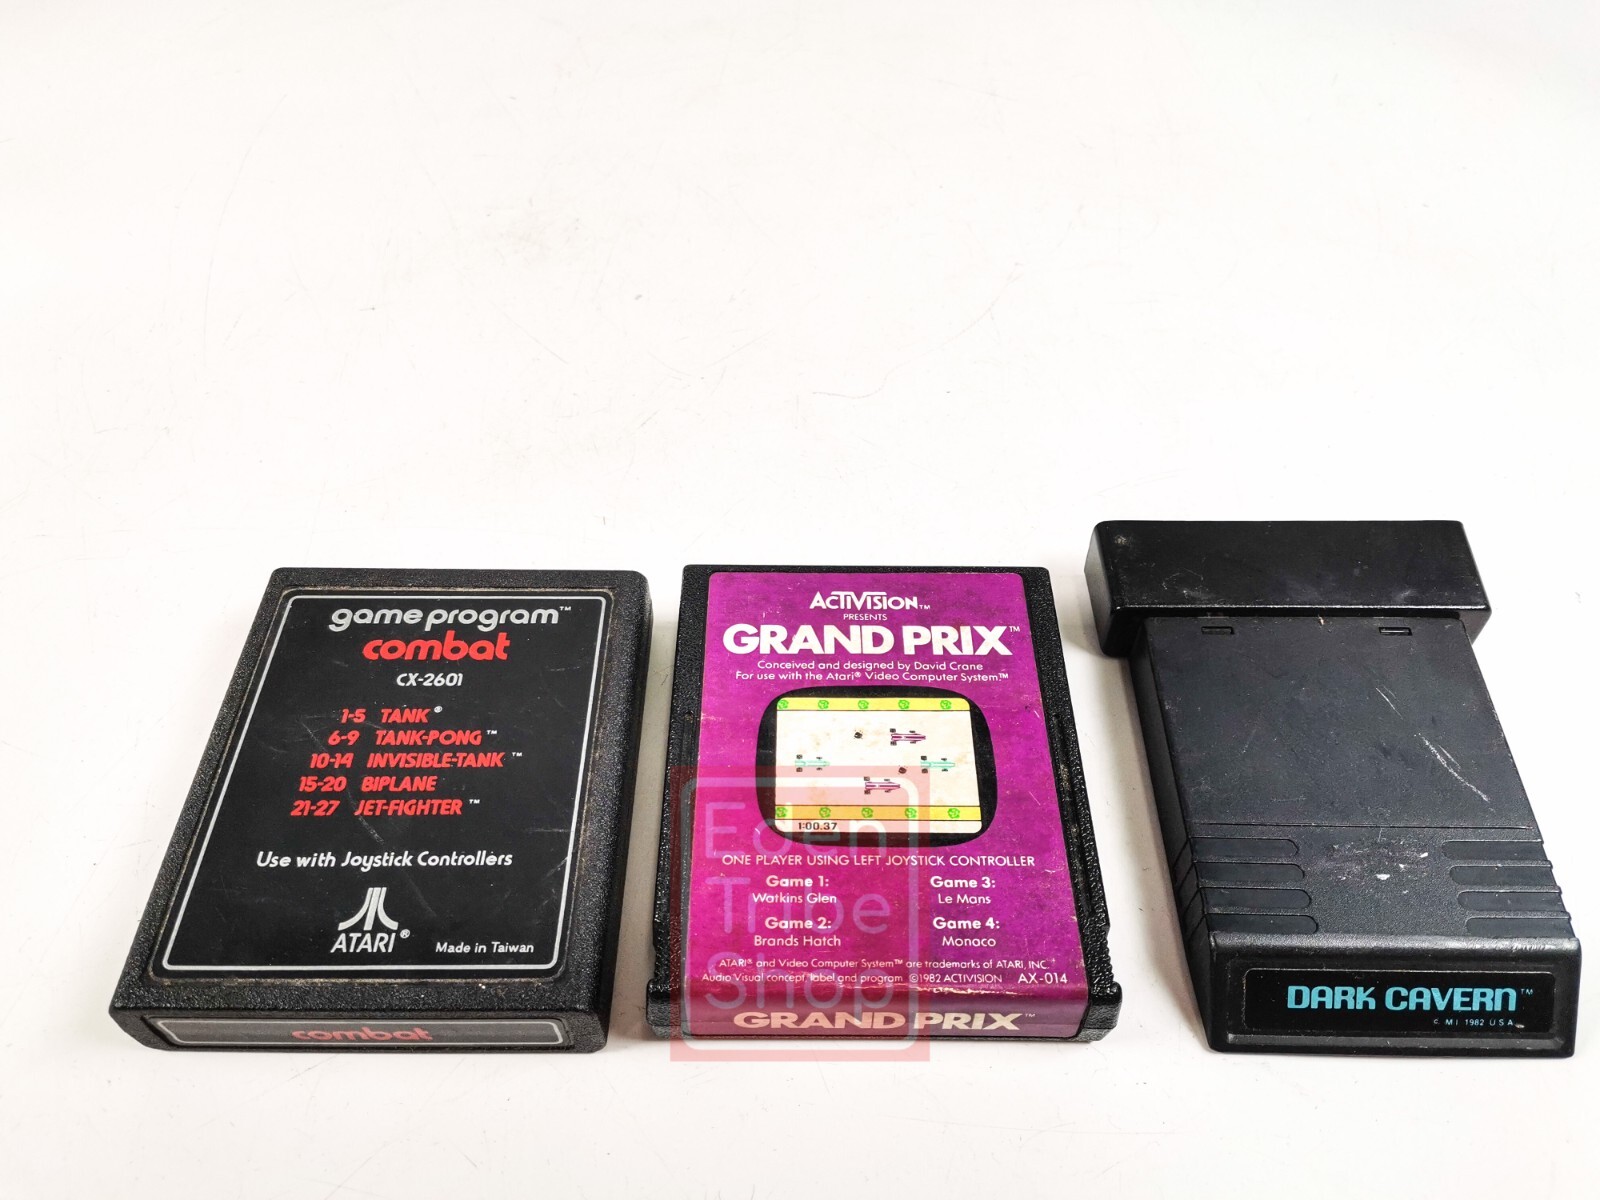 game program™
combat
CX-2601
1-5 TANK®
6-9 TANK-PONG™
10-14 INVISIBLE-TANK™
15-20 BIPLANE
21-27 JET-FIGHTER™
Use with Joystick Controllers
ATARI®
Made in Taiwan
combat
ACTIVISION™
PRESENTS
GRAND PRIX™
Conceived and designed by David Crane
For use with the Atari® Video Computer System™
1:00.37
ONE PLAYER USING LEFT JOYSTICK CONTROLLER
Game 1:
Watkins Glen
Game 2:
Brands Hatch
Game 3:
Le Mans
Game 4:
Monaco
ATARI® and Video Computer System™ are trademarks of ATARI, INC.
Audio Visual concept, label and program ©1982 ACTIVISION AX-014
GRAND PRIX™
Eden
Tribe
Shop
DARK CAVERN™
© M I 1982 U S A